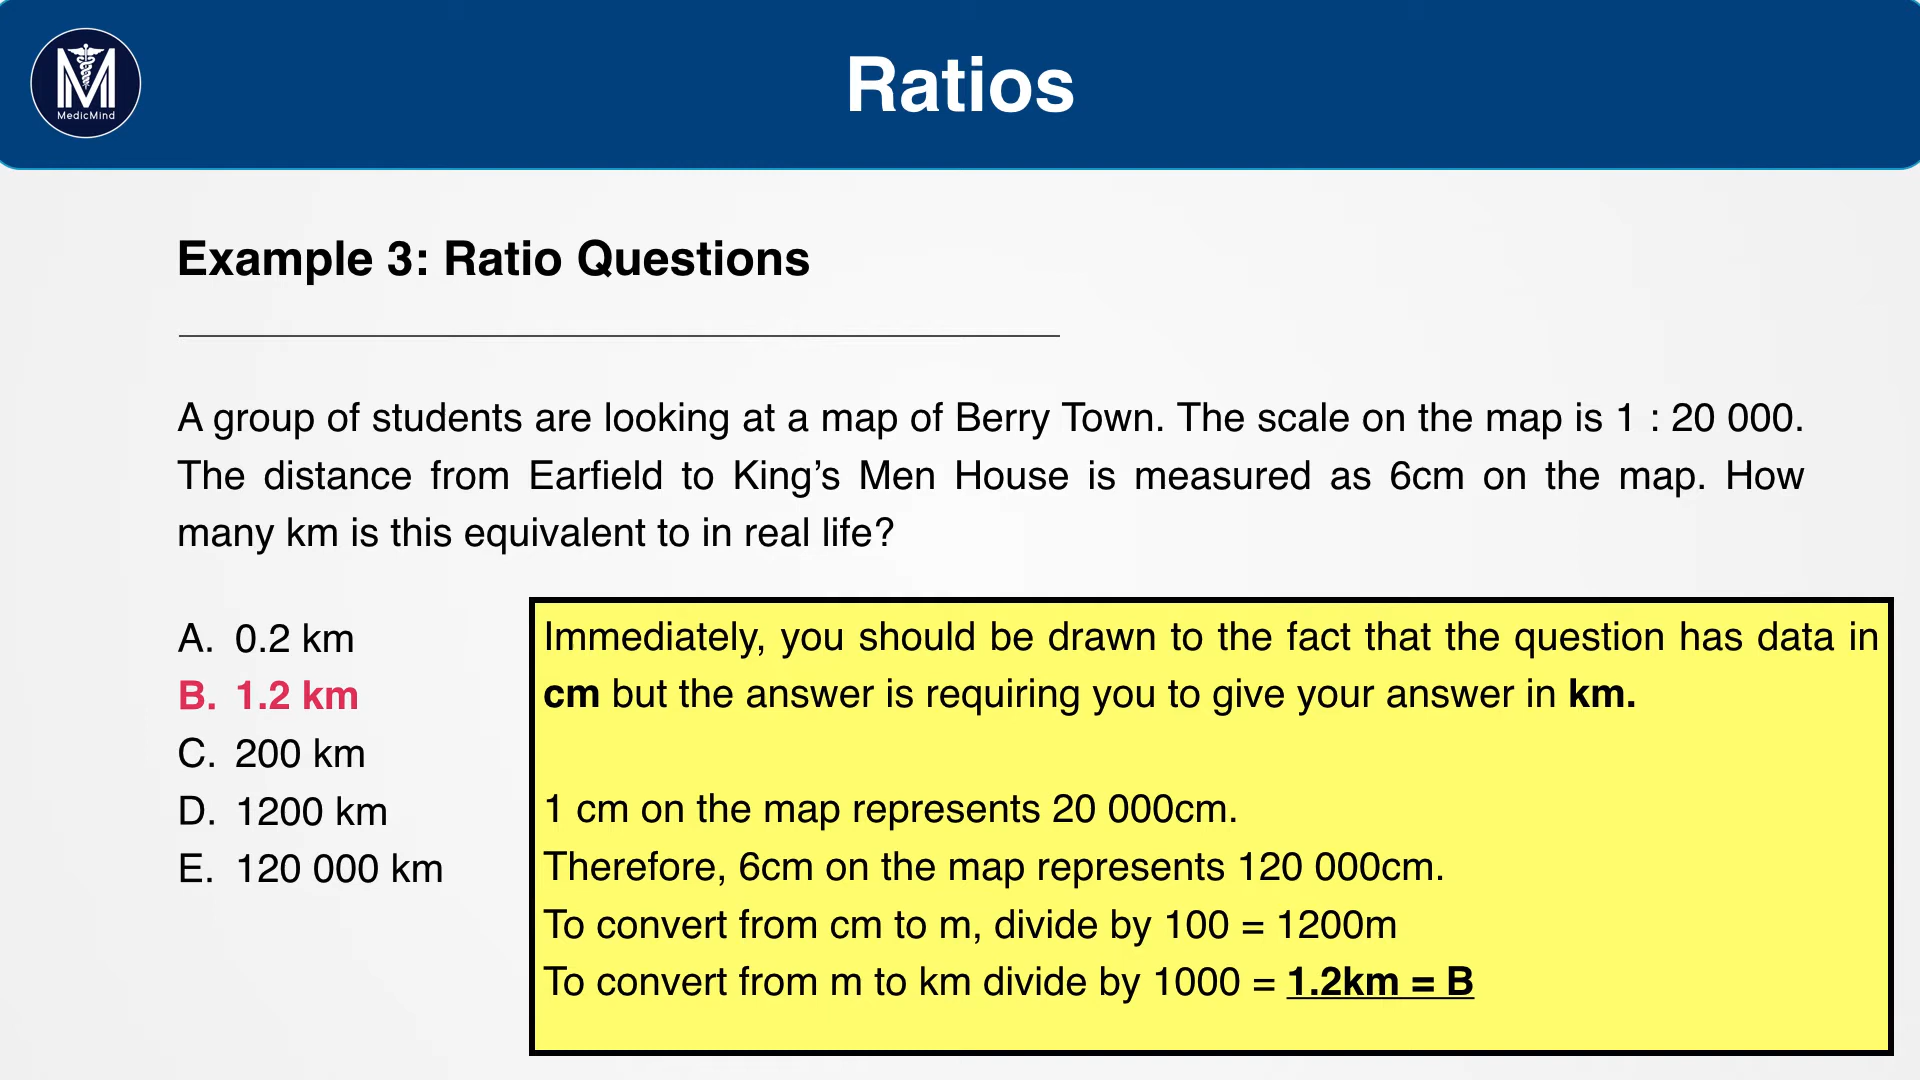 MedicMind
Ratios
Example 3: Ratio Questions
A group of students are looking at a map of Berry Town. The scale on the map is 1 : 20 000.
The distance from Earfield to King’s Men House is measured as 6cm on the map. How
many km is this equivalent to in real life?
A. 0.2 km
B. 1.2 km
C. 200 km
D. 1200 km
E. 120 000 km
Immediately, you should be drawn to the fact that the question has data in
cm but the answer is requiring you to give your answer in km.
1 cm on the map represents 20 000cm.
Therefore, 6cm on the map represents 120 000cm.
To convert from cm to m, divide by 100 = 1200m
To convert from m to km divide by 1000 = 1.2km = B